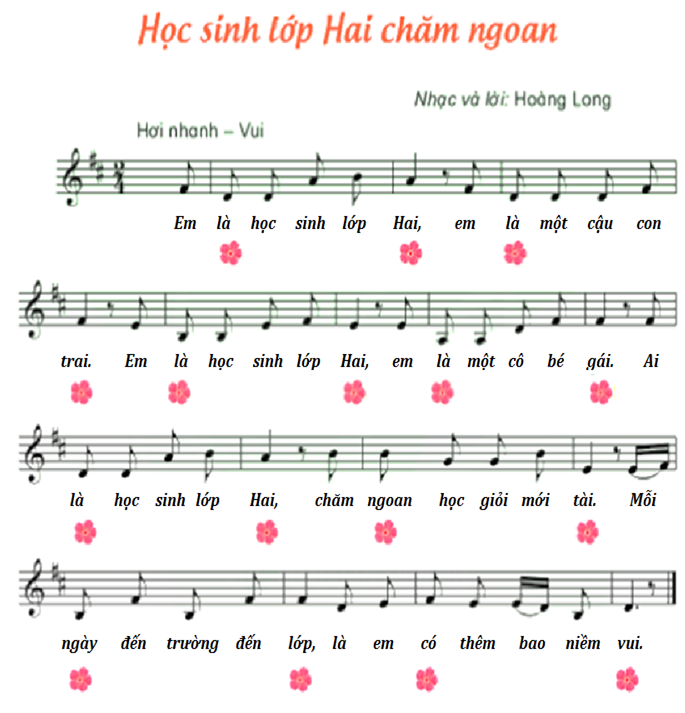 Học sinh lớp Hai chăm ngoan
Nhạc và lời: Hoàng Long
Hơi nhanh – Vui
2
4
Em là học sinh lớp Hai, em là một cậu con
trai. Em là học sinh lớp Hai, em là một cô bé gái. Ai
là học sinh lớp Hai, chăm ngoan học giỏi mới tài. Mỗi
ngày đến trường đến lớp, là em có thêm bao niềm vui.